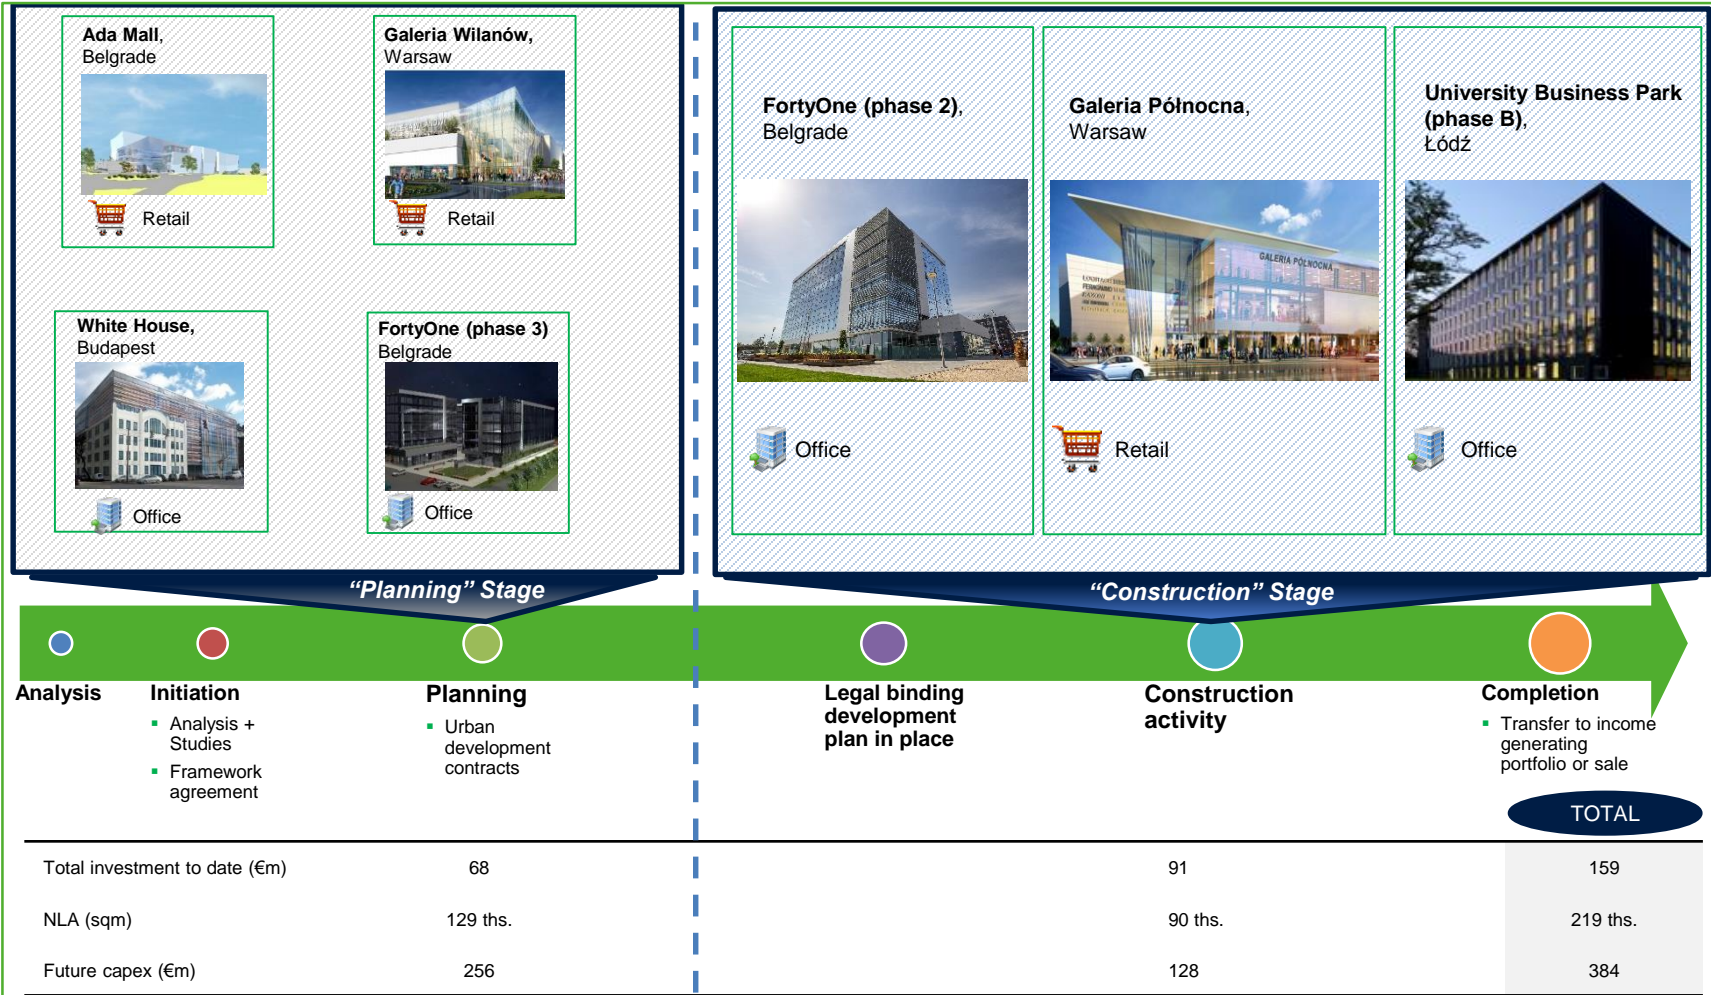 Ada Mall,
Belgrade
Retail
Galeria Wilanów,
Warsaw
Retail
White House,
Budapest
Office
FortyOne (phase 3)
Belgrade
Office
FortyOne (phase 2),
Belgrade
Office
Galeria Północna,
Warsaw
GALERIA PÓŁNOCNA
Retail
University Business Park
(phase B),
Łódź
Office
“Planning” Stage
“Construction” Stage
Analysis
Initiation
▪ Analysis +
Studies
▪ Framework
agreement
Planning
▪ Urban
development
contracts
Legal binding
development
plan in place
Construction
activity
Completion
▪ Transfer to income
generating
portfolio or sale
TOTAL
Total investment to date (€m) 68 91 159
NLA (sqm) 129 ths. 90 ths. 219 ths.
Future capex (€m) 256 128 384